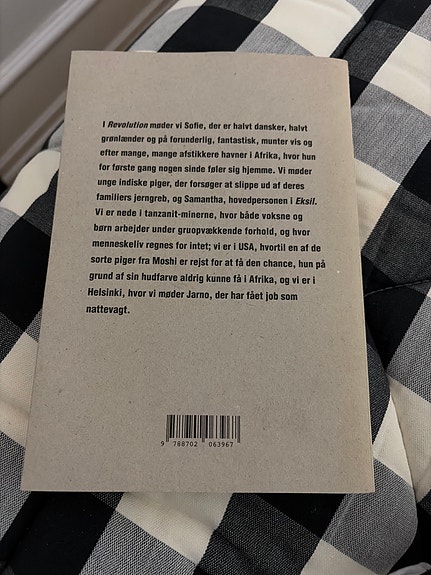 I Revolution møder vi Sofie, der er halvt dansker, halvt
grønlænder og på forunderlig, fantastisk, munter vis og
efter mange, mange afstikkere havner i Afrika, hvor hun
for første gang nogen sinde føler sig hjemme. Vi møder
unge indiske piger, der forsøger at slippe ud af deres
familiers jerngreb, og Samantha, hovedpersonen i Eksil.
Vi er nede i tanzanit-minerne, hvor både voksne og
børn arbejder under gruopvækkende forhold, og hvor
menneskeliv regnes for intet; vi er i USA, hvortil en af de
sorte piger fra Moshi er rejst for at få den chance, hun på
grund af sin hudfarve aldrig kunne få i Afrika, og vi er i
Helsinki, hvor vi møder Jarno, der har fået job som
nattevagt.
9 788702 063967